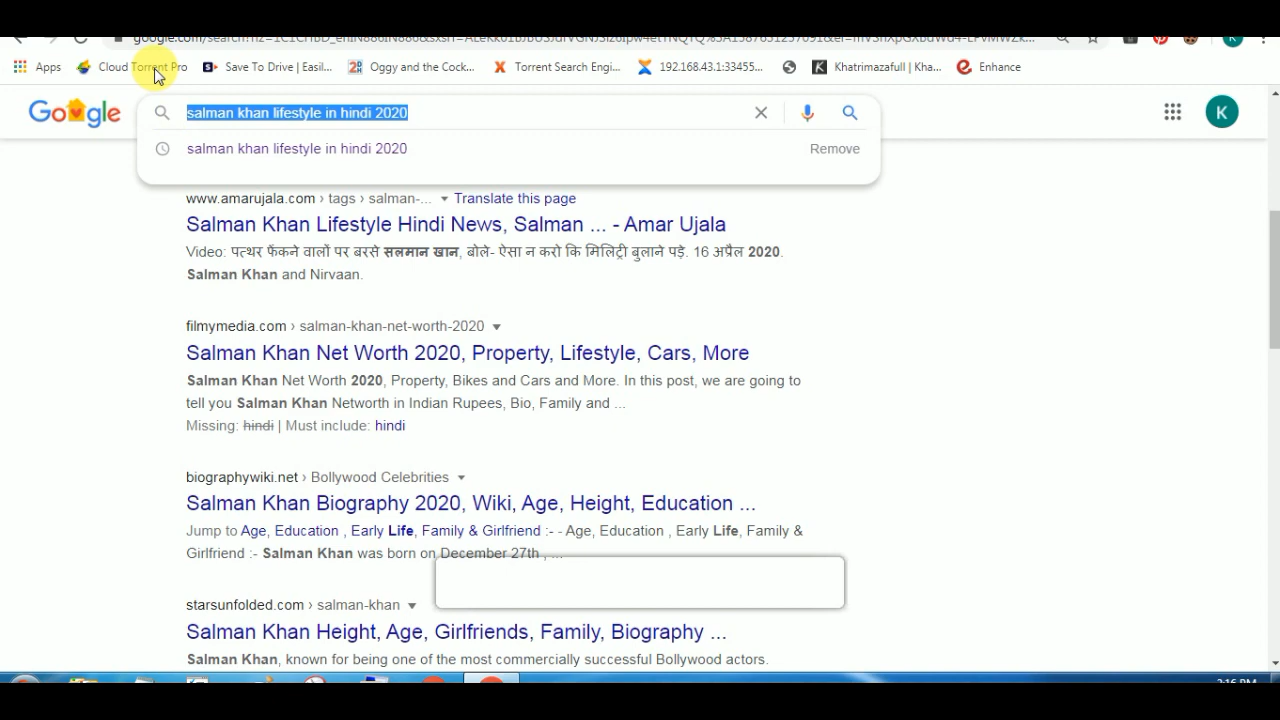 Apps Cloud Torrent Pro Save To Drive | Easil... Oggy and the Cock... Torrent Search Engi... 192.168.43.1:33455... Khatrimazafull | Kha... Enhance
Google salman khan lifestyle in hindi 2020 K
salman khan lifestyle in hindi 2020 Remove
www.amarujala.com › tags › salman-... Translate this page
Salman Khan Lifestyle Hindi News, Salman ... - Amar Ujala
Video: पत्थर फेंकने वालों पर बरसे सलमान खान, बोले- ऐसा न करो कि मिलिट्री बुलाने पड़े. 16 अप्रैल 2020.
Salman Khan and Nirvaan.
filmymedia.com › salman-khan-net-worth-2020
Salman Khan Net Worth 2020, Property, Lifestyle, Cars, More
Salman Khan Net Worth 2020, Property, Bikes and Cars and More. In this post, we are going to
tell you Salman Khan Networth in Indian Rupees, Bio, Family and ...
Missing: hindi | Must include: hindi
biographywiki.net › Bollywood Celebrities
Salman Khan Biography 2020, Wiki, Age, Height, Education ...
Jump to Age, Education , Early Life, Family & Girlfriend :- - Age, Education , Early Life, Family &
Girlfriend :- Salman Khan was born on December 27th , ...
starsunfolded.com › salman-khan
Salman Khan Height, Age, Girlfriends, Family, Biography ...
Salman Khan, known for being one of the most commercially successful Bollywood actors.